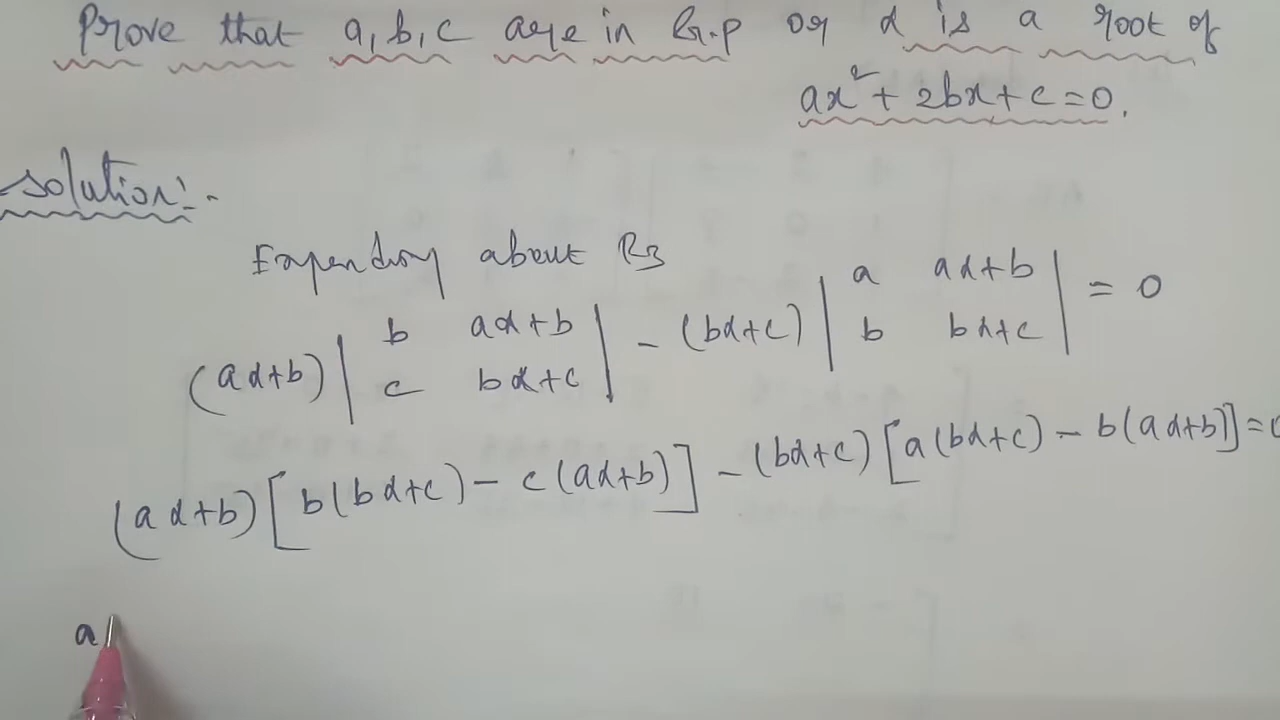 Prove that a, b, c are in G.P or α is a root of
ax² + 2bx + c = 0.
Solution:-
Expanding about R3
(aα+b) | b aα+b | - (bα+c) | a aα+b | = 0
| c bα+c | | b bα+c |
(aα+b) [b(bα+c) - c(aα+b)] - (bα+c) [a(bα+c) - b(aα+b)] = 0
a